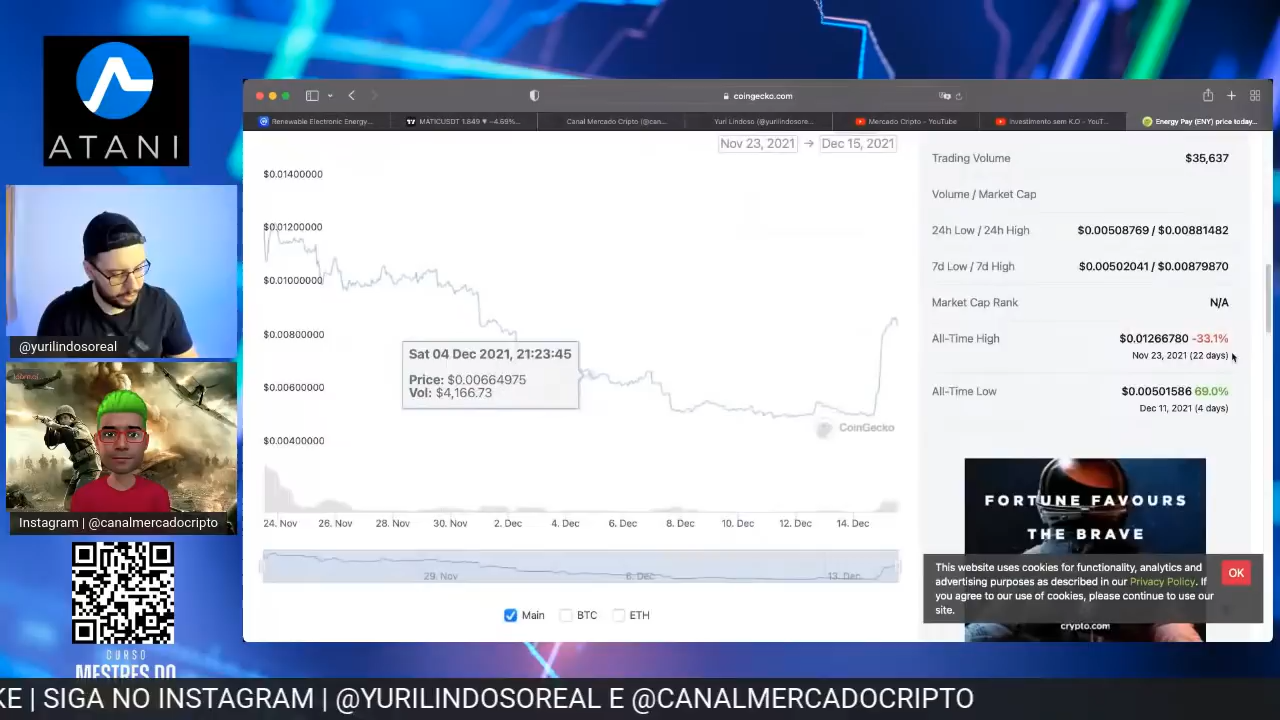 ATANI
@yurilindosoreal
Instagram | @canalmercadocripto
CURSO
MESTRES DO
coingecko.com
Renewable Electronic Energy...
MATICUSDT 1.849 ▼ −4.69%...
Canal Mercado Cripto (@can...
Yuri Lindoso (@yurilindosore...
Mercado Cripto - YouTube
Investimento sem K.O - YouT...
Energy Pay (ENY) price today...
Nov 23, 2021 → Dec 15, 2021
$0.01400000
$0.01200000
$0.01000000
$0.00800000
$0.00600000
$0.00400000
Sat 04 Dec 2021, 21:23:45
Price: $0.00664975
Vol: $4,166.73
CoinGecko
24. Nov 26. Nov 28. Nov 30. Nov 2. Dec 4. Dec 6. Dec 8. Dec 10. Dec 12. Dec 14. Dec
29. Nov 6. Dec 13. Dec
Main BTC ETH
Trading Volume $35,637
Volume / Market Cap
24h Low / 24h High $0.00508769 / $0.00881482
7d Low / 7d High $0.00502041 / $0.00879870
Market Cap Rank N/A
All-Time High $0.01266780 -33.1%
Nov 23, 2021 (22 days)
All-Time Low $0.00501586 69.0%
Dec 11, 2021 (4 days)
FORTUNE FAVOURS
THE BRAVE
This website uses cookies for functionality, analytics and
advertising purposes as described in our Privacy Policy. If
you agree to our use of cookies, please continue to use our
site.
OK
crypto.com
KE | SIGA NO INSTAGRAM | @YURILINDOSOREAL E @CANALMERCADOCRIPTO